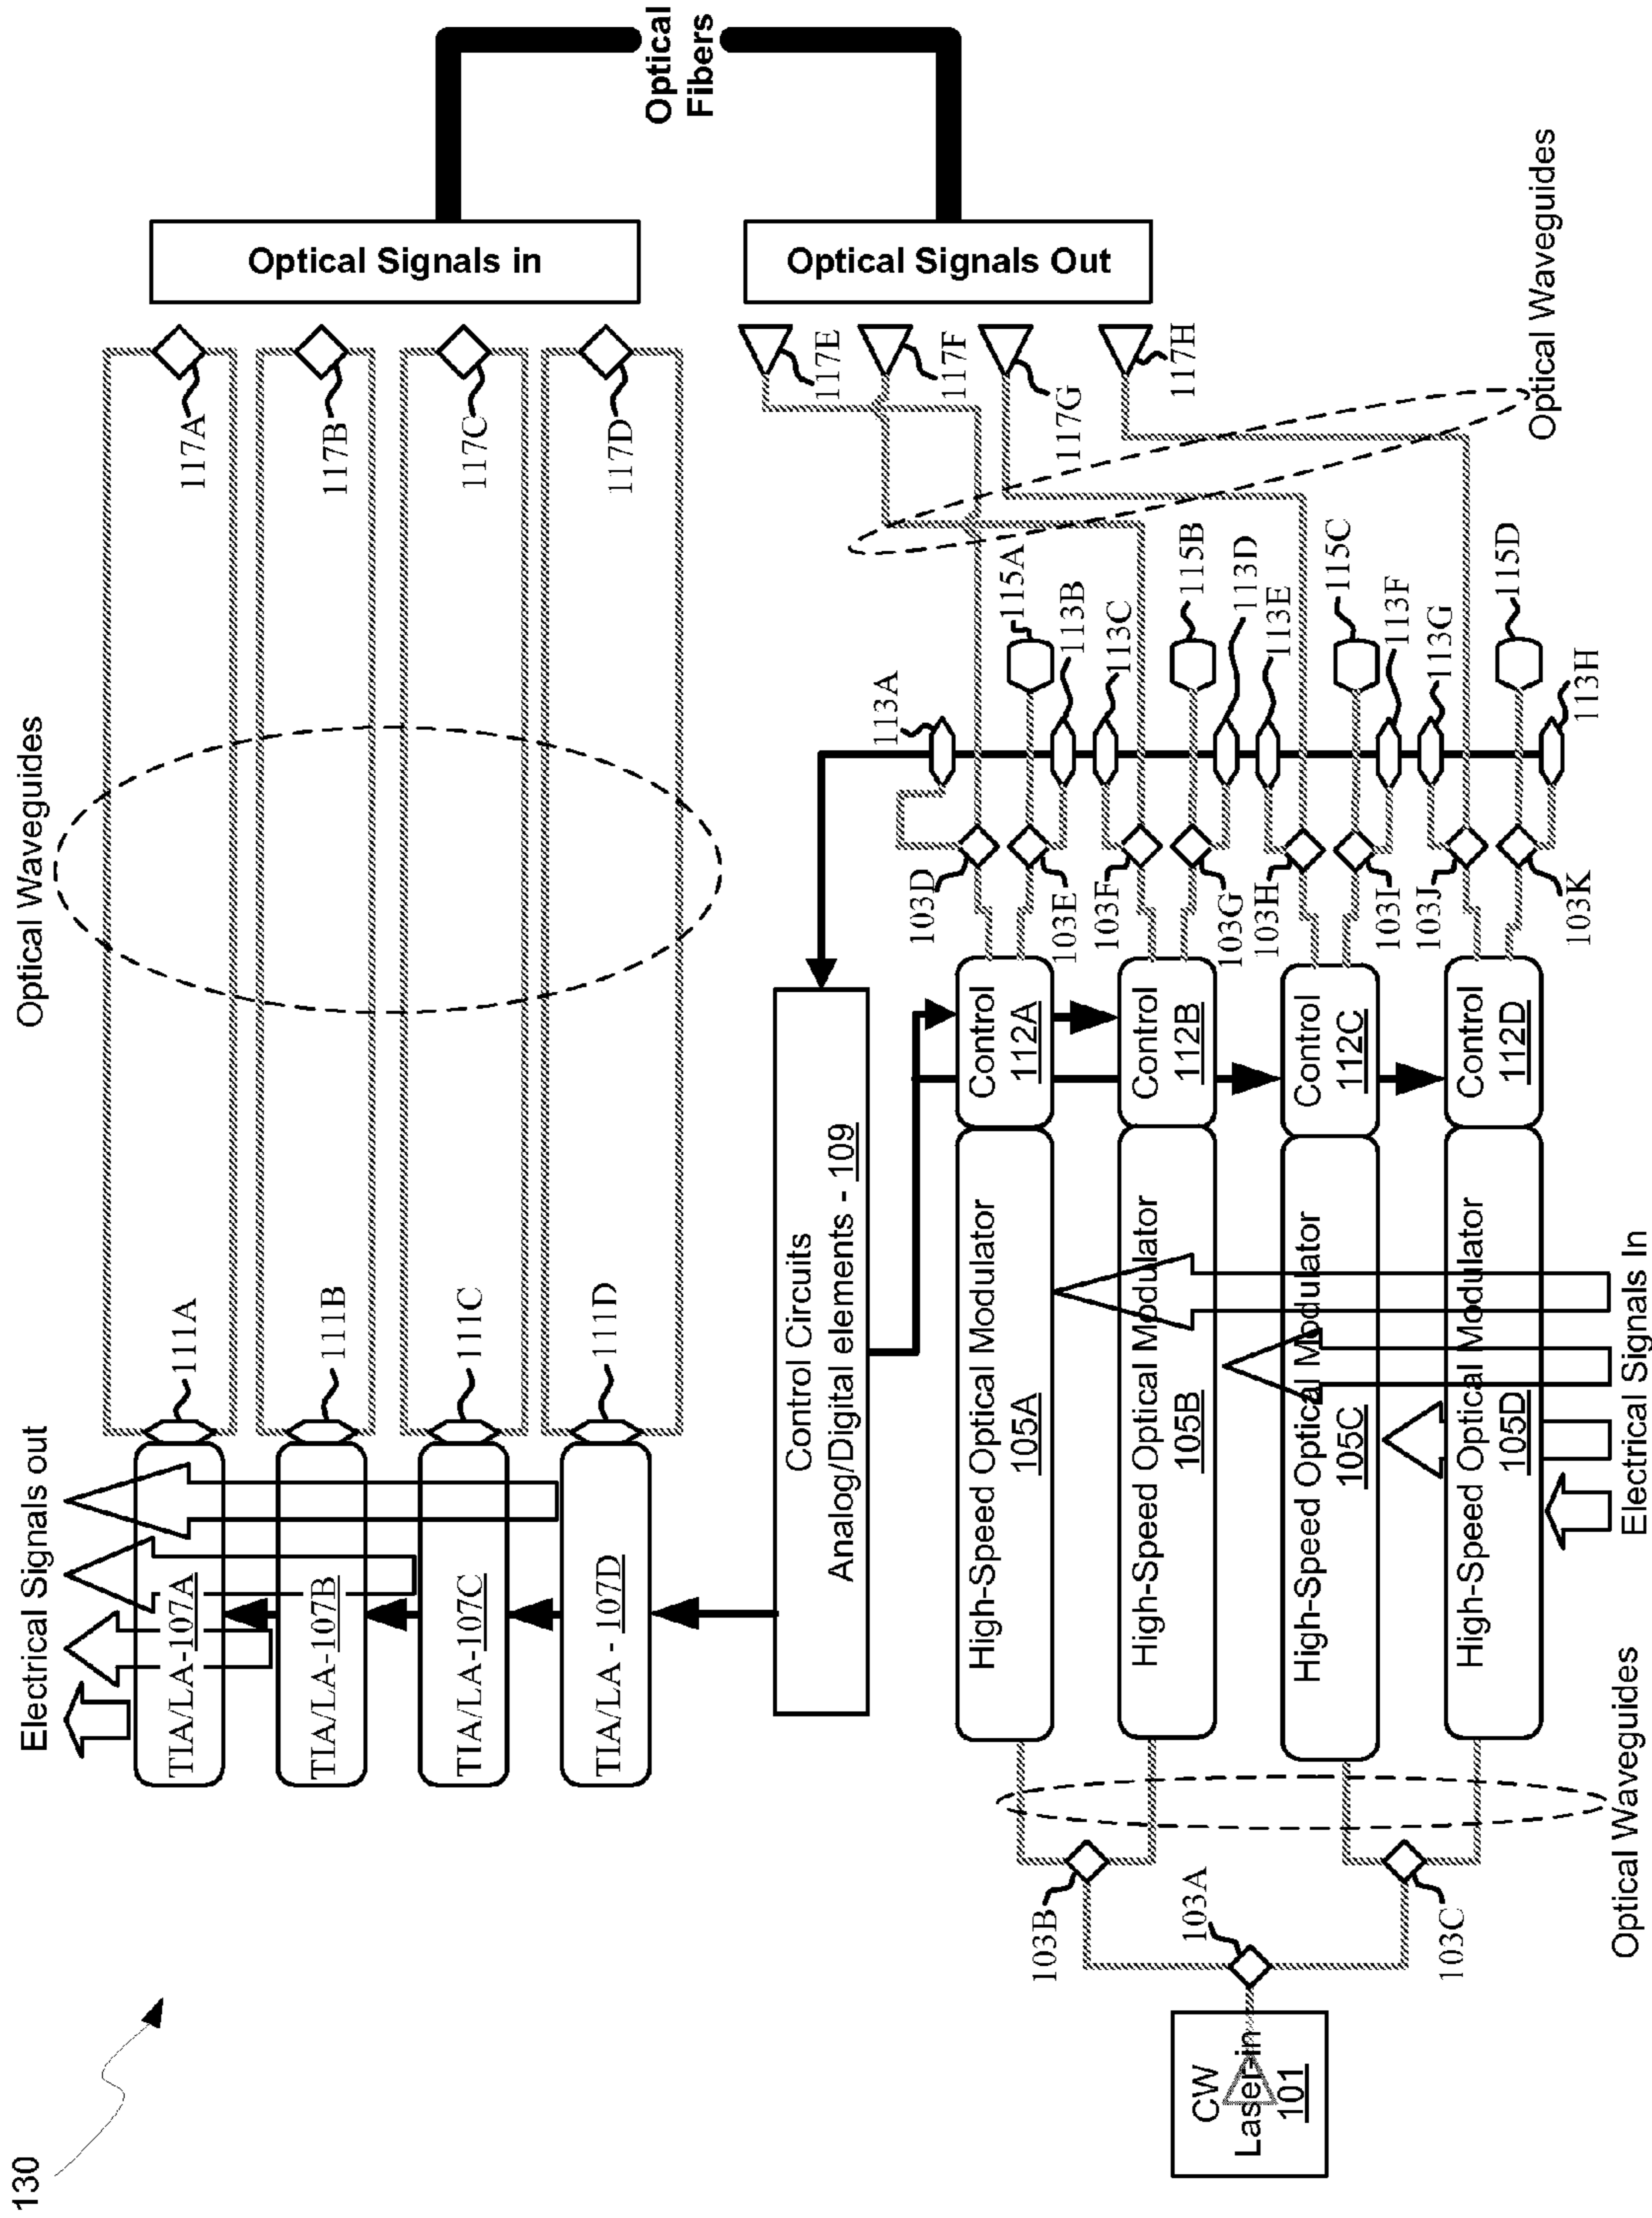 130
Electrical Signals out
Optical Waveguides
TIA/LA-107A
111A
117A
TIA/LA-107B
111B
117B
TIA/LA-107C
111C
117C
TIA/LA - 107D
111D
117D
Optical Signals in
Optical
Fibers
Optical Signals Out
Control Circuits
Analog/Digital elements - 109
117E
117F
117G
117H
113A
103D
High-Speed Optical Modulator
105A
Control
112A
115A
103E
113B
103B
103F
113C
High-Speed Optical Modulator
105B
Control
112B
115B
103G
113D
CW
Laser-in
101
103A
103H
113E
High-Speed Optical Modulator
105C
Control
112C
115C
103I
113F
103C
103J
113G
High-Speed Optical Modulator
105D
Control
112D
115D
103K
113H
Optical Waveguides
Electrical Signals In
Optical Waveguides